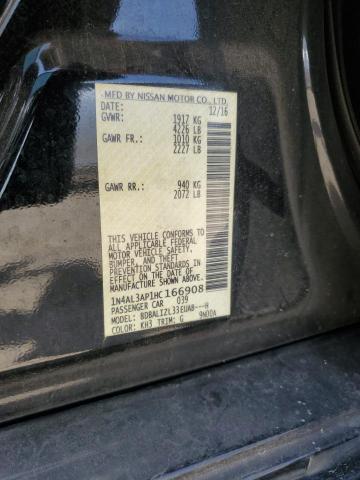 MFD BY NISSAN MOTOR CO., LTD.
DATE: 12/16
GVWR: 1917 KG
4226 LB
GAWR FR.: 1010 KG
2227 LB
GAWR RR: 940 KG
2072 LB
THIS VEHICLE CONFORMS TO
ALL APPLICABLE FEDERAL MOTOR
VEHICLE SAFETY,
BUMPER, AND THEFT PREVENTION
STANDARDS IN EFFECT ON THE
DATE OF MANUFACTURE SHOWN
ABOVE.
1N4AL3AP1HC166908
PASSENGER CAR 039
MODEL: BDBALIZL33EUAB---H
COLOR: KH3 TRIM: G 9N00A